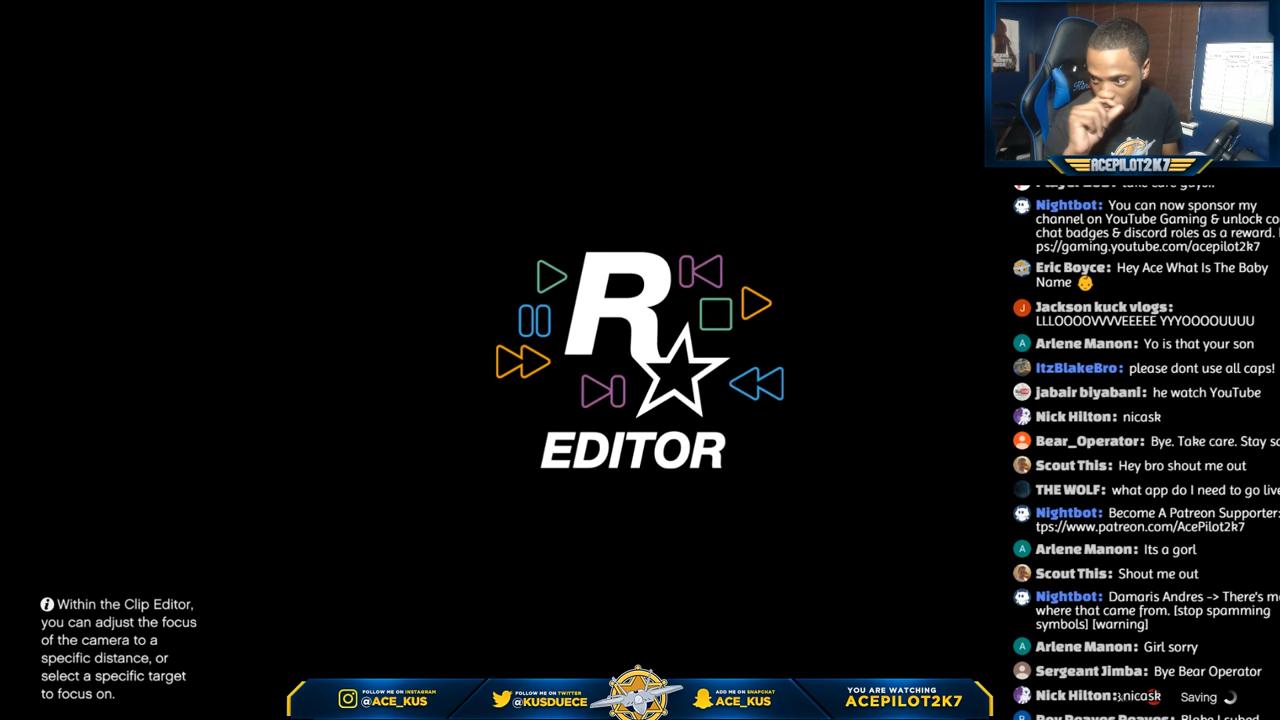 R
EDITOR
Within the Clip Editor,
you can adjust the focus
of the camera to a
specific distance, or
select a specific target
to focus on.
ACEPILOT2K7
take care guys..
Nightbot: You can now sponsor my
channel on YouTube Gaming & unlock co
chat badges & discord roles as a reward.
ps://gaming.youtube.com/acepilot2k7
Eric Boyce: Hey Ace What Is The Baby
Name
Jackson kuck vlogs:
LLLOOOOVVVVEEEEE YYYOOOOUUUU
Arlene Manon: Yo is that your son
ItzBlakeBro: please dont use all caps!
jabair biyabani: he watch YouTube
Nick Hilton: nicask
Bear_Operator: Bye. Take care. Stay sa
Scout This: Hey bro shout me out
THE WOLF: what app do I need to go live
Nightbot: Become A Patreon Supporter:
tps://www.patreon.com/AcePilot2k7
Arlene Manon: Its a gorl
Scout This: Shout me out
Nightbot: Damaris Andres -> There's mo
where that came from. [stop spamming
symbols] [warning]
Arlene Manon: Girl sorry
Sergeant Jimba: Bye Bear Operator
Nick Hilton: nicask
Saving
FOLLOW ME ON INSTAGRAM
@ACE_KUS
FOLLOW ME ON TWITTER
@KUSDUECE
ADD ME ON SNAPCHAT
ACE_KUS
YOU ARE WATCHING
ACEPILOT2K7